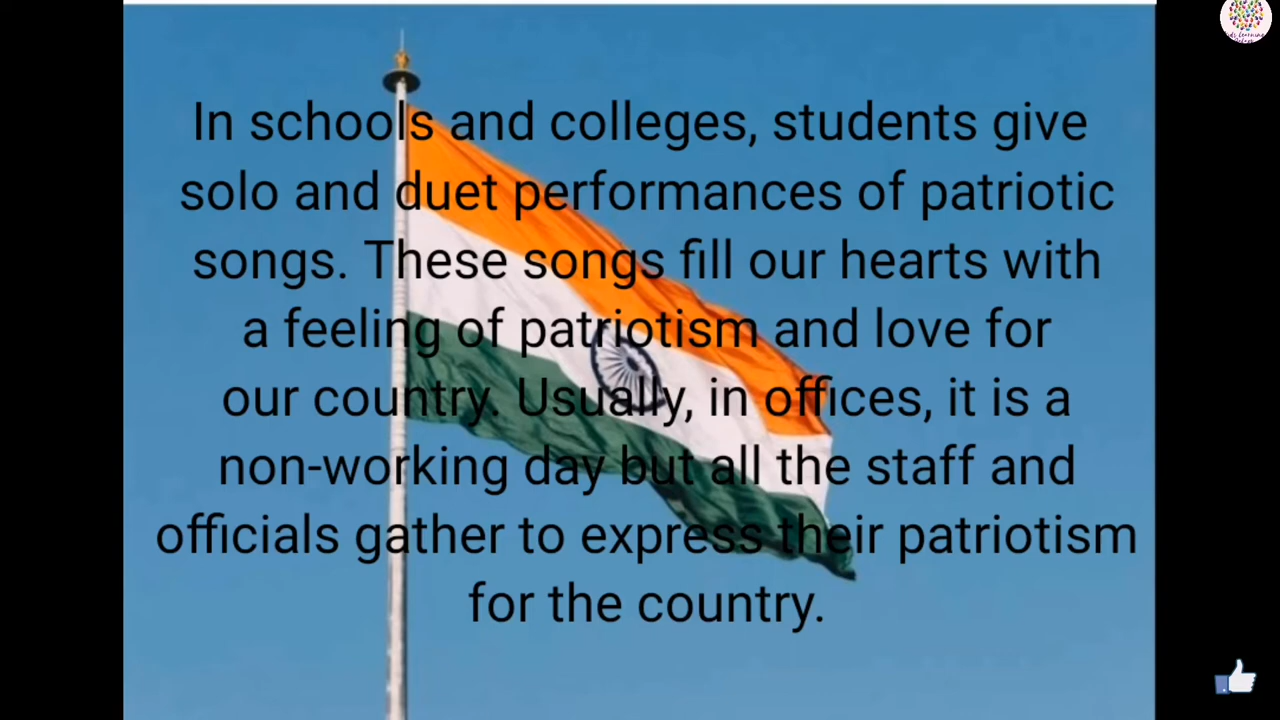 In schools and colleges, students give
solo and duet performances of patriotic
songs. These songs fill our hearts with
a feeling of patriotism and love for
our country. Usually, in offices, it is a
non-working day but all the staff and
officials gather to express their patriotism
for the country.